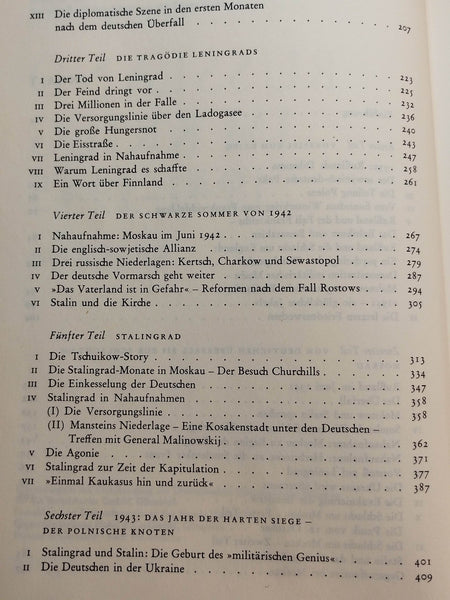 XIII Die diplomatische Szene in den ersten Monaten
nach dem deutschen Überfall 207
Dritter Teil DIE TRAGÖDIE LENINGRADS
I Der Tod von Leningrad 223
II Der Feind dringt vor 225
III Drei Millionen in der Falle 232
IV Die Versorgungslinie über den Ladogasee 236
V Die große Hungersnot 240
VI Die Eisstraße 243
VII Leningrad in Nahaufnahme 247
VIII Warum Leningrad es schaffte 258
IX Ein Wort über Finnland 261
Vierter Teil DER SCHWARZE SOMMER VON 1942
I Nahaufnahme: Moskau im Juni 1942 267
II Die englisch-sowjetische Allianz 274
III Drei russische Niederlagen: Kertsch, Charkow und Sewastopol 279
IV Der deutsche Vormarsch geht weiter 287
V »Das Vaterland ist in Gefahr« – Reformen nach dem Fall Rostows 294
VI Stalin und die Kirche 305
Fünfter Teil STALINGRAD
I Die Tschuikow-Story 313
II Die Stalingrad-Monate in Moskau – Der Besuch Churchills 334
III Die Einkesselung der Deutschen 347
IV Stalingrad in Nahaufnahmen 358
(I) Die Versorgungslinie 358
(II) Mansteins Niederlage – Eine Kosakenstadt unter den Deutschen –
Treffen mit General Malinowskij 362
V Die Agonie 371
VI Stalingrad zur Zeit der Kapitulation 377
VII »Einmal Kaukasus hin und zurück« 387
Sechster Teil 1943: DAS JAHR DER HARTEN SIEGE –
DER POLNISCHE KNOTEN
I Stalingrad und Stalin: Die Geburt des »militärischen Genius« 401
II Die Deutschen in der Ukraine 409